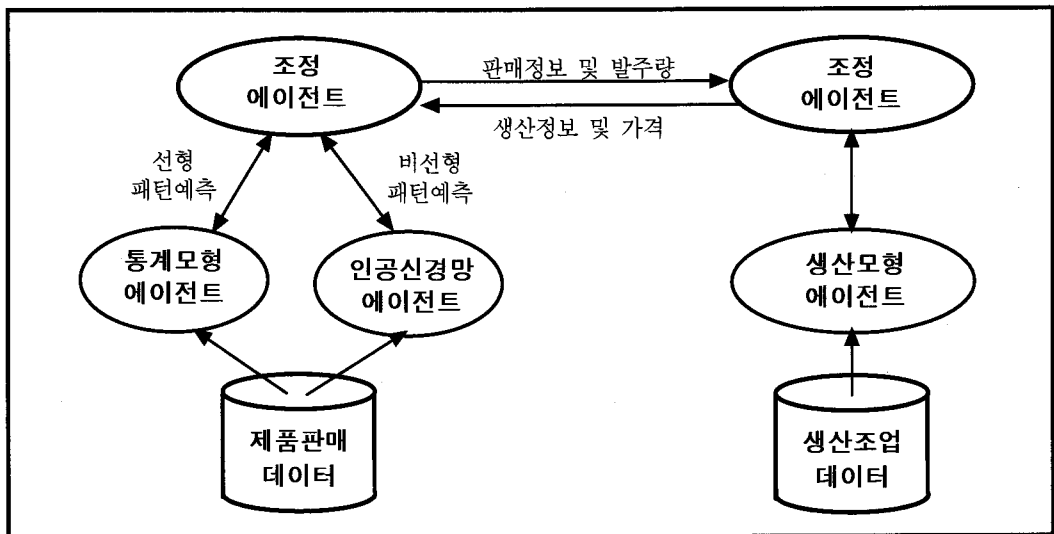 조정
에이전트
판매정보 및 발주량
생산정보 및 가격
조정
에이전트
선형
패턴예측
비선형
패턴예측
통계모형
에이전트
인공신경망
에이전트
생산모형
에이전트
제품판매
데이터
생산조업
데이터